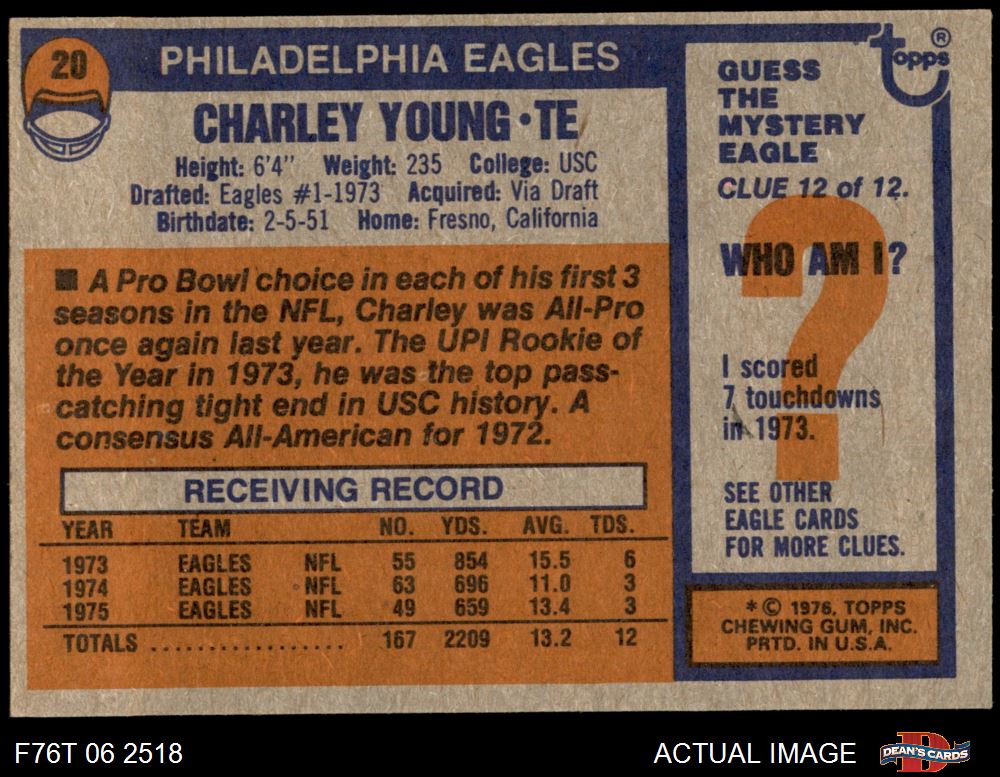 20
PHILADELPHIA EAGLES
CHARLEY YOUNG • TE
Height: 6'4" Weight: 235 College: USC
Drafted: Eagles #1-1973 Acquired: Via Draft
Birthdate: 2-5-51 Home: Fresno, California
■ A Pro Bowl choice in each of his first 3
seasons in the NFL, Charley was All-Pro
once again last year. The UPI Rookie of
the Year in 1973, he was the top pass-
catching tight end in USC history. A
consensus All-American for 1972.
RECEIVING RECORD
YEAR TEAM NO. YDS. AVG. TDS.
1973 EAGLES NFL 55 854 15.5 6
1974 EAGLES NFL 63 696 11.0 3
1975 EAGLES NFL 49 659 13.4 3
TOTALS .................. 167 2209 13.2 12
topps ®
GUESS
THE
MYSTERY
EAGLE
CLUE 12 of 12.
?
WHO AM I?
I scored
7 touchdowns
in 1973.
SEE OTHER
EAGLE CARDS
FOR MORE CLUES.
* © 1976, TOPPS
CHEWING GUM, INC.
PRTD. IN U.S.A.
F76T 06 2518
ACTUAL IMAGE
D
DEAN'S CARDS